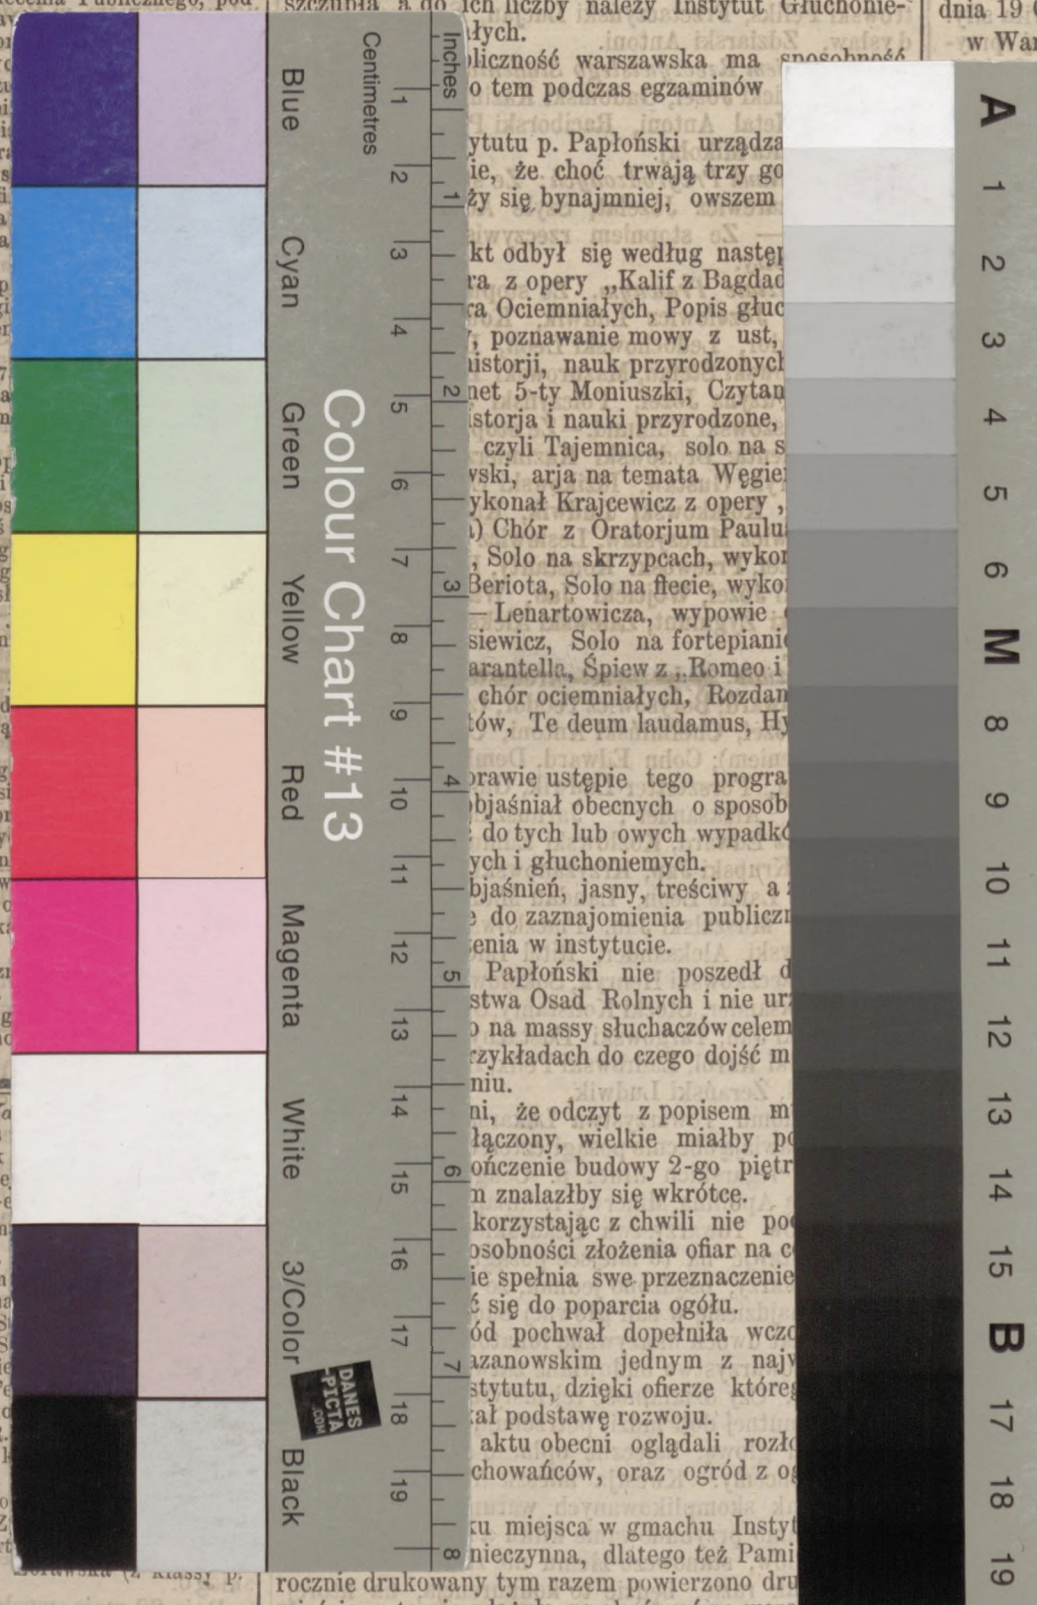 szczupła a do ich liczby należy Instytut Głuchonie-
ałych.
bliczność warszawska ma sposobność
o tem podczas egzaminów
ytutu p. Papłoński urządza
ie, że choć trwają trzy go
ży się bynajmniej, owszem
kt odbył się według nastę
ra z opery „Kalif z Bagdad
ra Ociemniałych, Popis głuc
, poznawanie mowy z ust,
historji, nauk przyrodzonych
net 5-ty Moniuszki, Czytan
istorja i nauki przyrodzone,
czyli Tajemnica, solo na s
wski, arja na temata Węgie
ykonał Krajcewicz z opery „
) Chór z Oratorjum Paulu
, Solo na skrzypcach, wykon
Beriota, Solo na flecie, wyko
— Lenartowicza, wypowie
siewicz, Solo na fortepiani
arantella, Śpiew z „Romeo i
chór ociemniałych, Rozdan
tów, Te deum laudamus, Hy
prawie ustępie tego progra
objaśniał obecnych o sposob
do tych lub owych wypadk
ych i głuchoniemych.
bjaśnień, jasny, treściwy a
e do zaznajomienia publiczn
enia w instytucie.
Papłoński nie poszedł d
stwa Osad Rolnych i nie urz
o na massy słuchaczów celem
rzykładach do czego dojść m
niu.
ni, że odczyt z popisem m
łączony, wielkie miałby po
ończenie budowy 2-go piętr
m znalazłby się wkrótce.
korzystając z chwili nie po
osobności złożenia ofiar na c
ie spełnia swe przeznaczenie
ć się do poparcia ogółu.
ód pochwał dopełniła wczo
azanowskim jednym z najw
stytutu, dzięki ofierze które
ał podstawę rozwoju.
aktu obecni oglądali rozło
chowańców, oraz ogród z og
ku miejsca w gmachu Instyt
nieczynna, dlatego też Pami
rocznie drukowany tym razem powierzono dru
dnia 19
w War
Colour Chart #13
Blue
Cyan
Green
Yellow
Red
Magenta
White
3/Color
Black
Centimetres
1
2
3
4
5
6
7
8
9
10
11
12
13
14
15
16
17
18
19
Inches
1
2
3
4
5
6
7
8
DANES
-PICTA
.COM
A
1
2
3
4
5
6
M
8
9
10
11
12
13
14
15
B
17
18
19